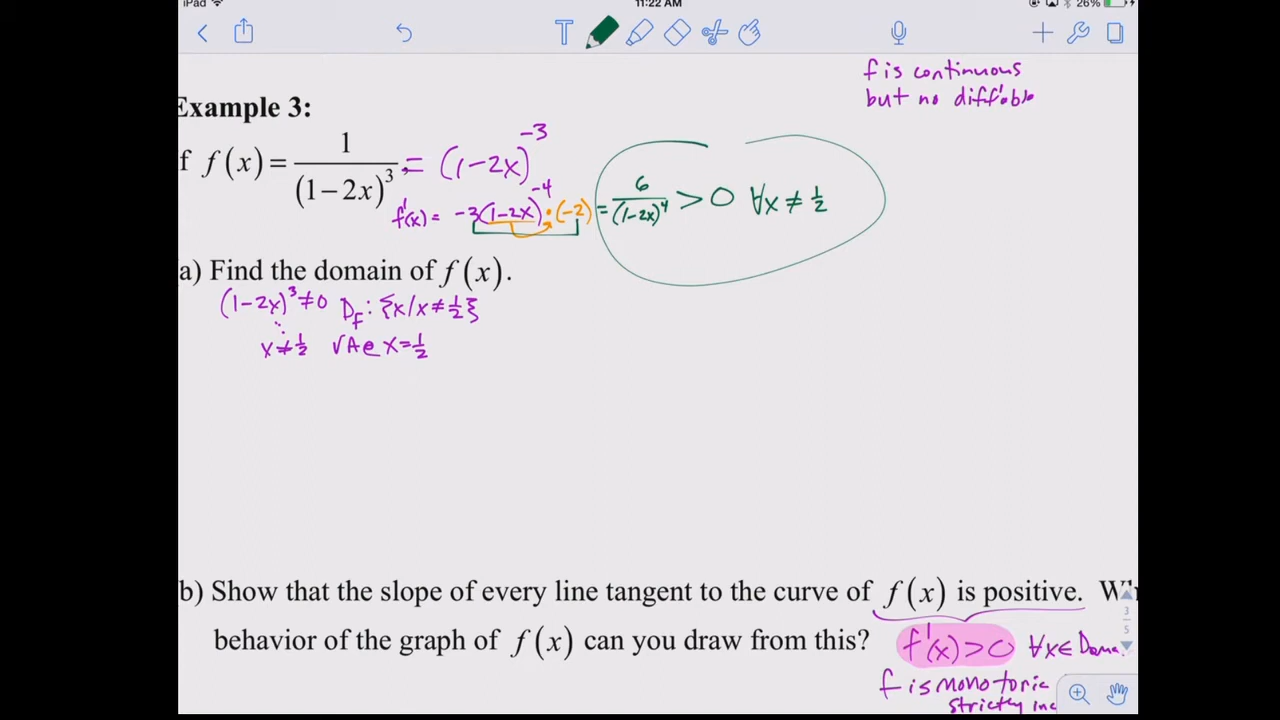 iPad 11:22 AM 26%
f is continuous
but no diff'able
Example 3:
f f(x) = 1/(1-2x)^3, = (1-2x)^-3
f'(x) = -3(1-2x)^-4 • (-2) = 6/(1-2x)^4 > 0 ∀x ≠ 1/2
a) Find the domain of f(x).
(1-2x)^3 ≠ 0 D_f : {x/x ≠ 1/2}
x ≠ 1/2 VA @ x = 1/2
b) Show that the slope of every line tangent to the curve of f(x) is positive.
behavior of the graph of f(x) can you draw from this? f'(x) > 0 ∀x ∈ Doma
f is monotonic
strictly inc
3/5